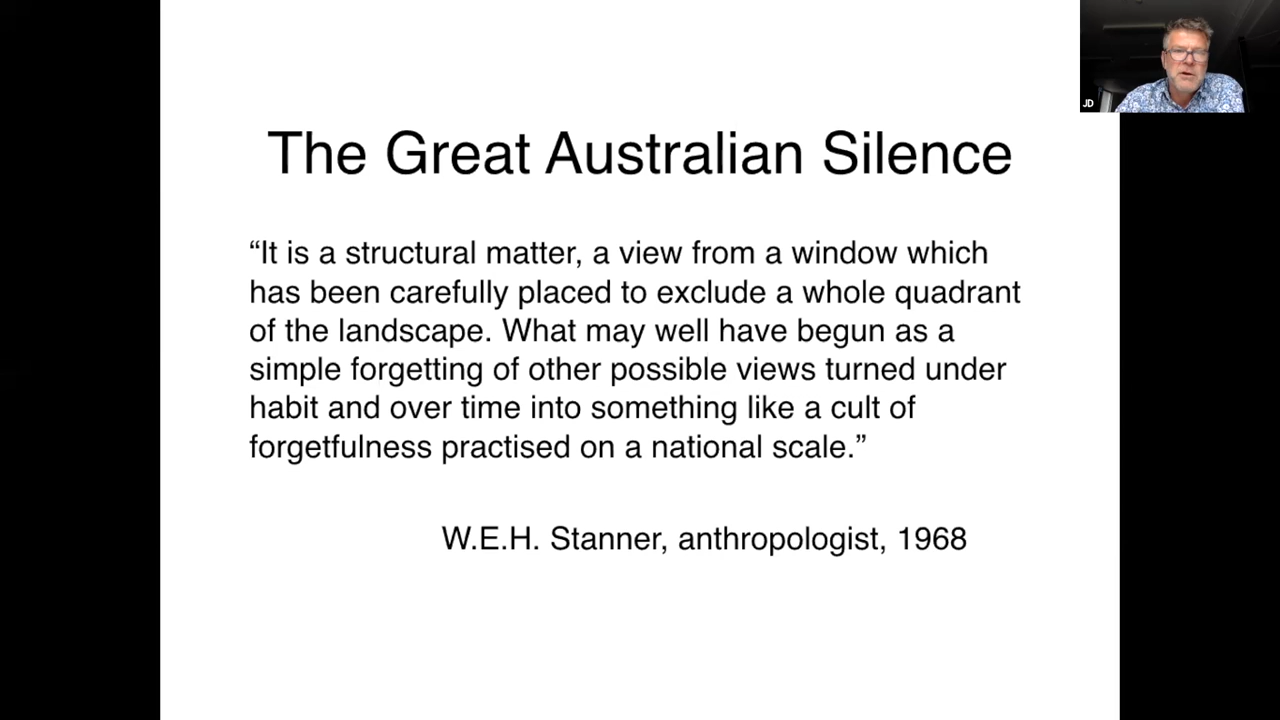 JD
The Great Australian Silence
“It is a structural matter, a view from a window which
has been carefully placed to exclude a whole quadrant
of the landscape. What may well have begun as a
simple forgetting of other possible views turned under
habit and over time into something like a cult of
forgetfulness practised on a national scale.”
W.E.H. Stanner, anthropologist, 1968